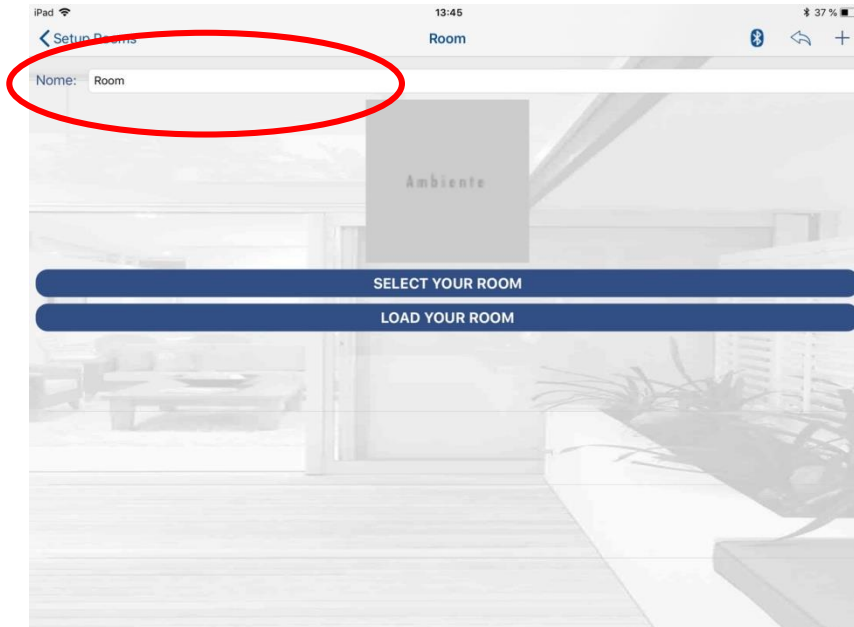 iPad 13:45 37 %
Setup Rooms Room
Nome: Room
Ambiente
SELECT YOUR ROOM
LOAD YOUR ROOM